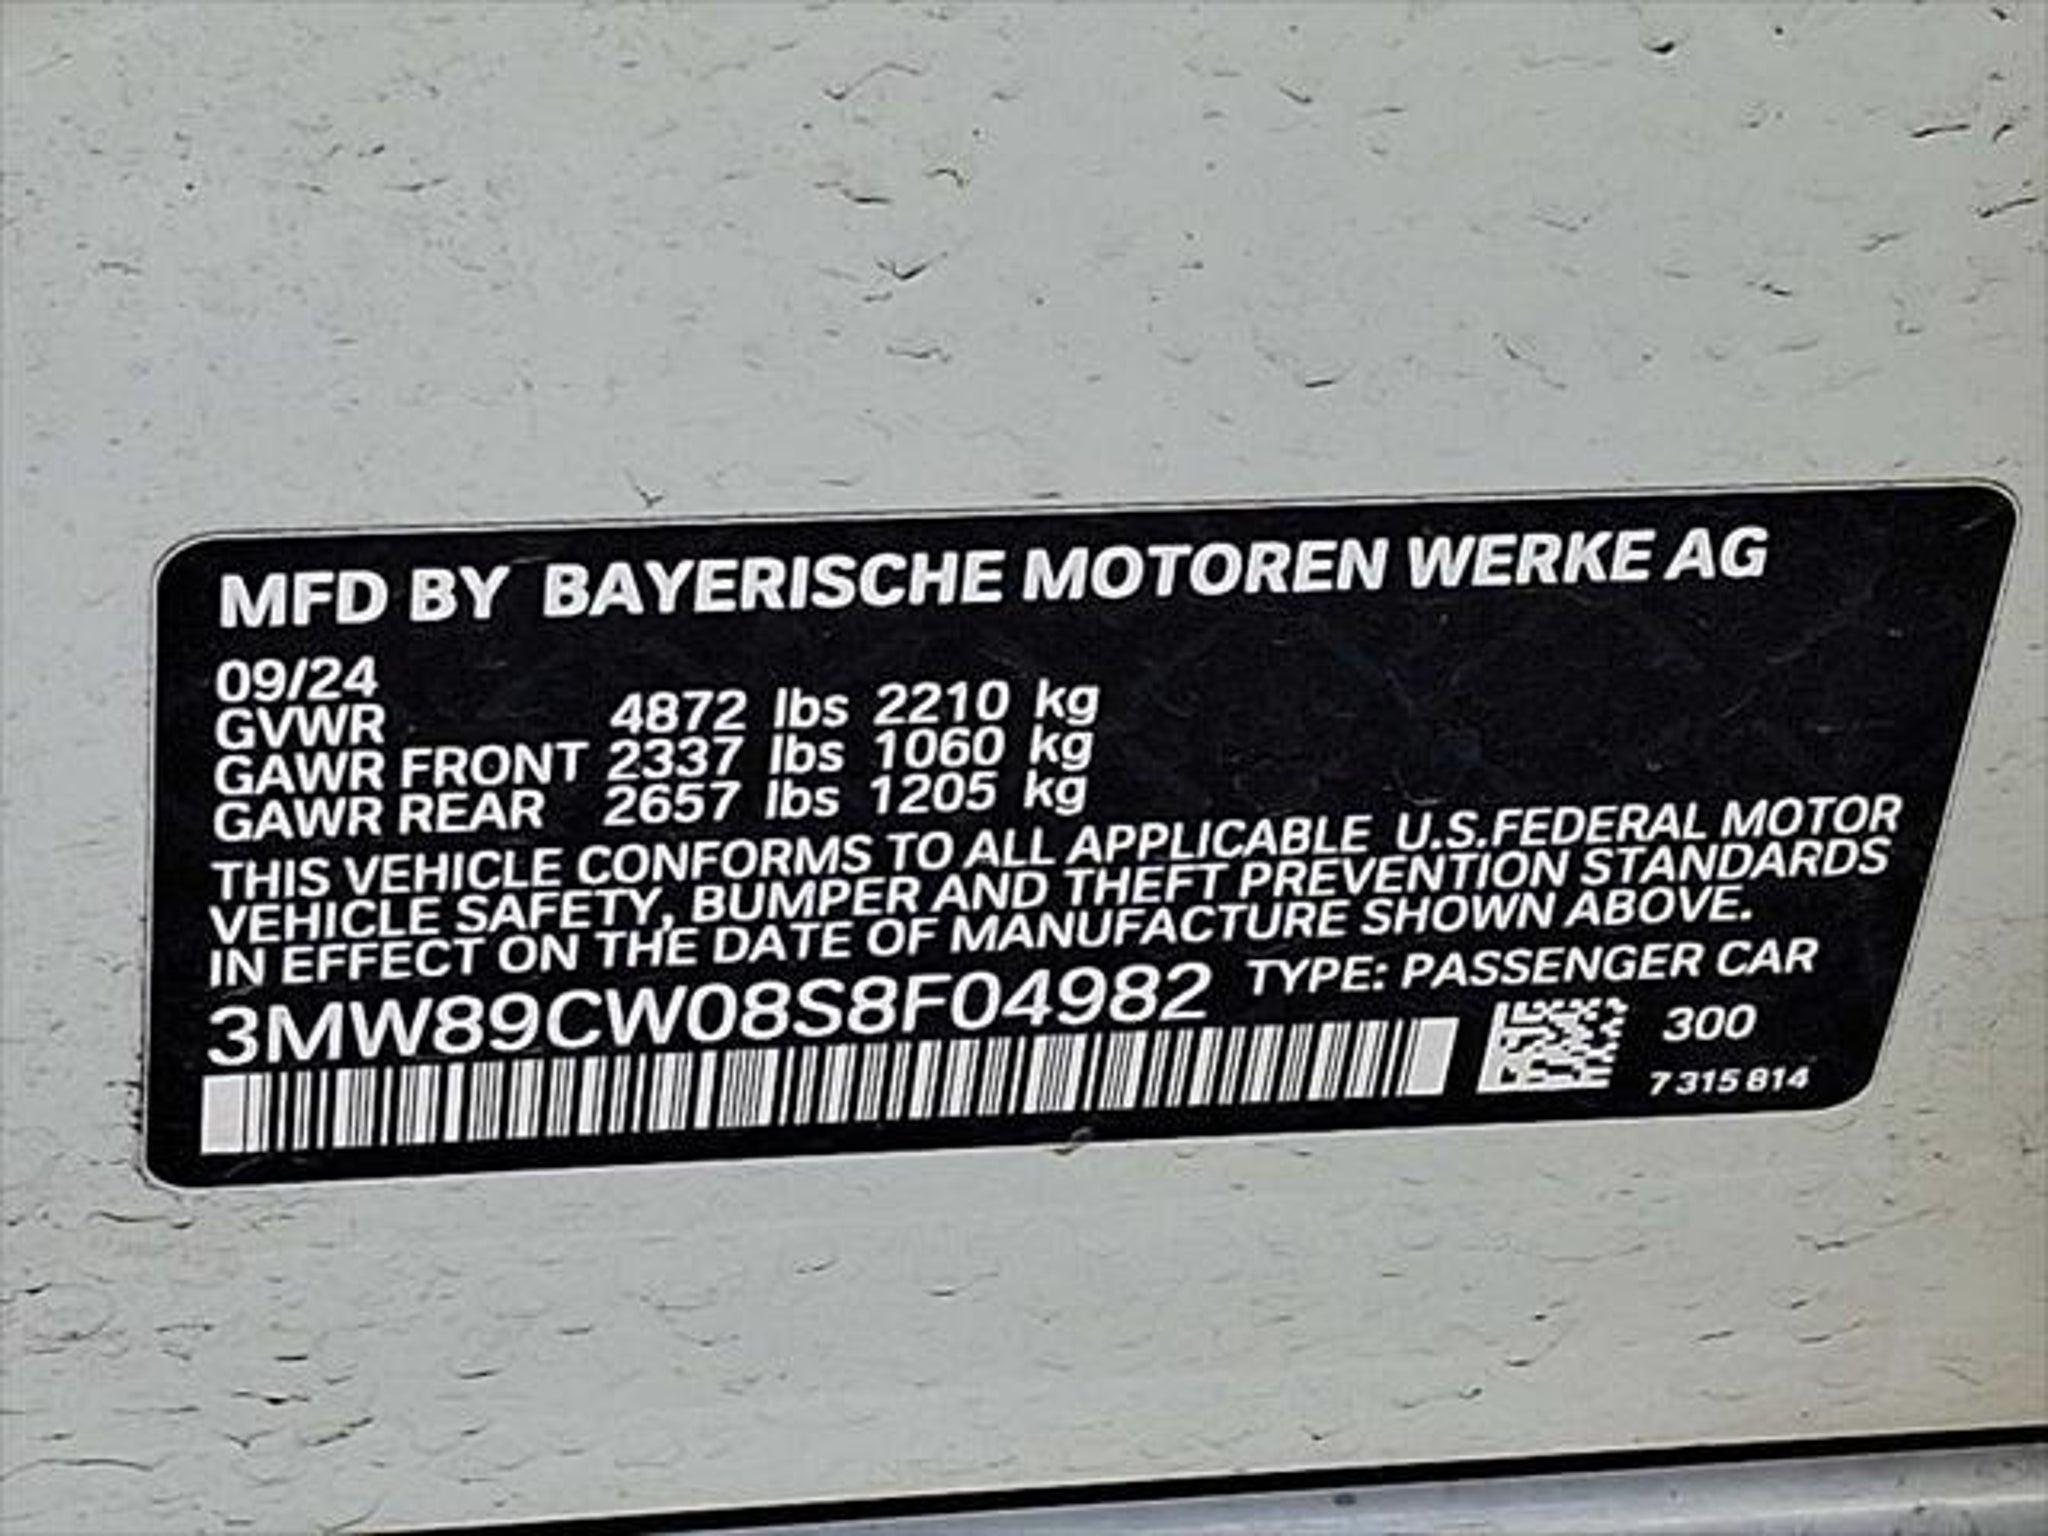 MFD BY BAYERISCHE MOTOREN WERKE AG
09/24
GVWR 4872 lbs 2210 kg
GAWR FRONT 2337 lbs 1060 kg
GAWR REAR 2657 lbs 1205 kg
THIS VEHICLE CONFORMS TO ALL APPLICABLE U.S.FEDERAL MOTOR
VEHICLE SAFETY, BUMPER AND THEFT PREVENTION STANDARDS
IN EFFECT ON THE DATE OF MANUFACTURE SHOWN ABOVE.
3MW89CW08S8F04982 TYPE: PASSENGER CAR
300
7 315 814